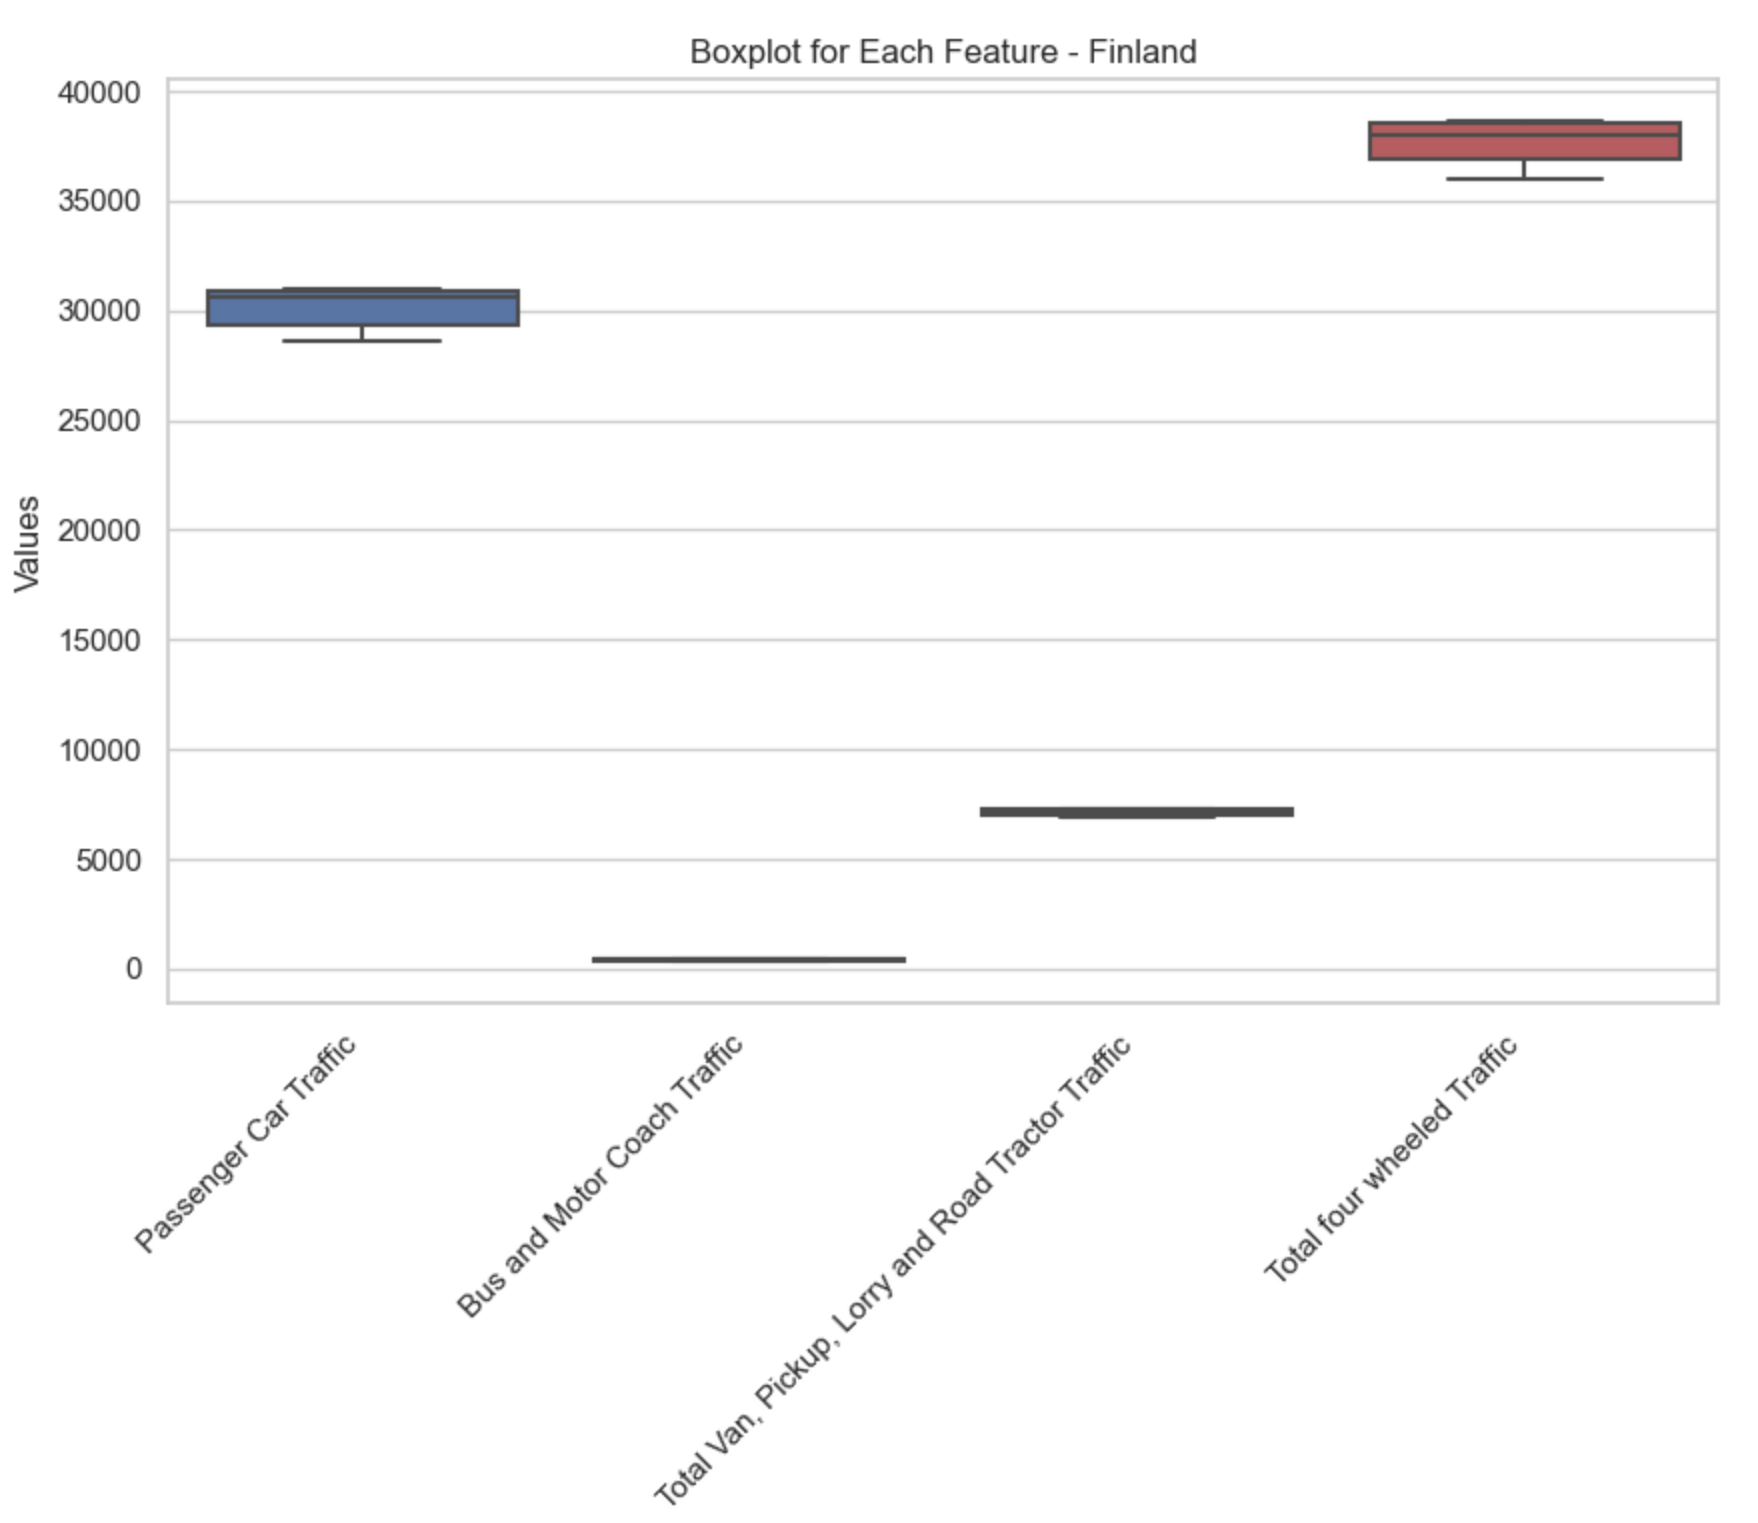 Boxplot for Each Feature - Finland
40000
35000
30000
25000
20000
15000
10000
5000
0
Values
Passenger Car Traffic
Bus and Motor Coach Traffic
Total Van, Pickup, Lorry and Road Tractor Traffic
Total four wheeled Traffic